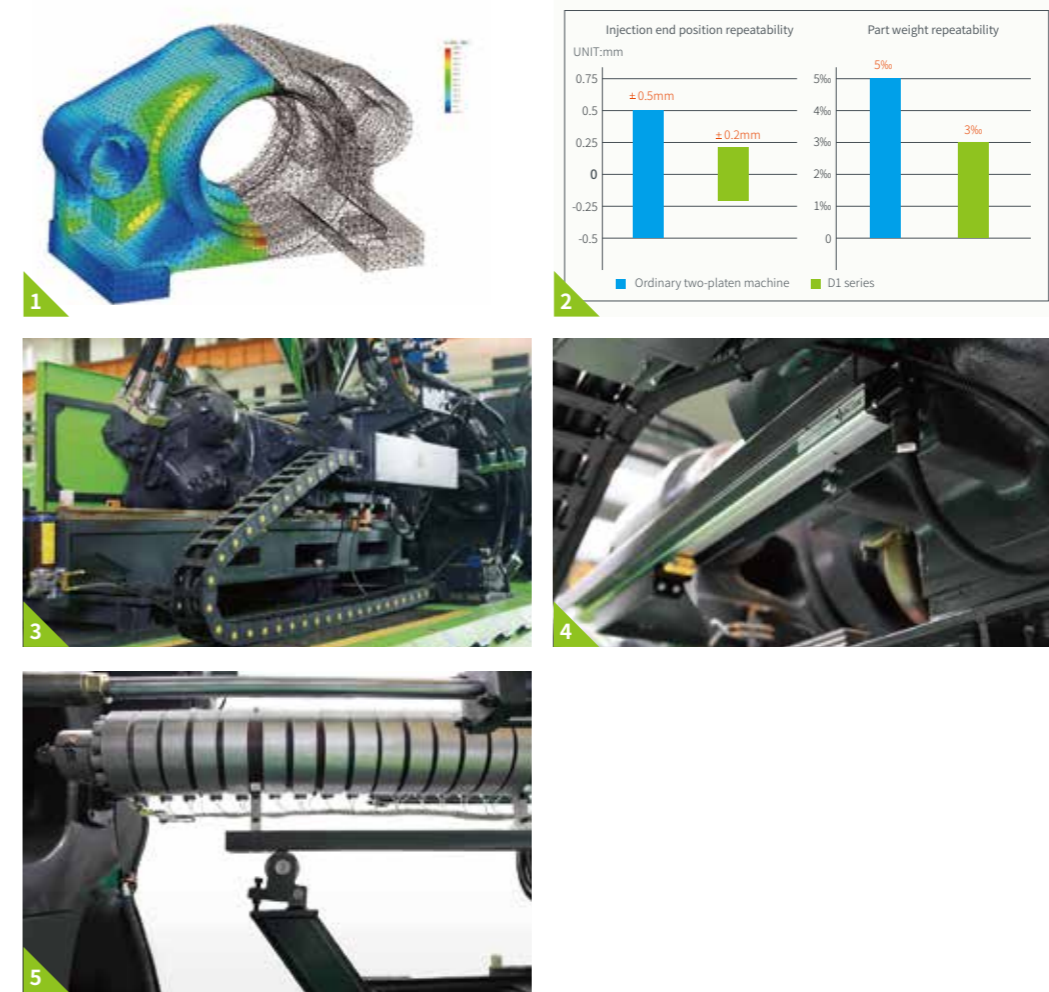 1
Injection end position repeatability
Part weight repeatability
UNIT:mm
0.75
0.5
0.25
0
-0.25
-0.5
±0.5mm
±0.2mm
5‰
4‰
3‰
2‰
1‰
0
5‰
3‰
Ordinary two-platen machine
D1 series
2
3
4
5